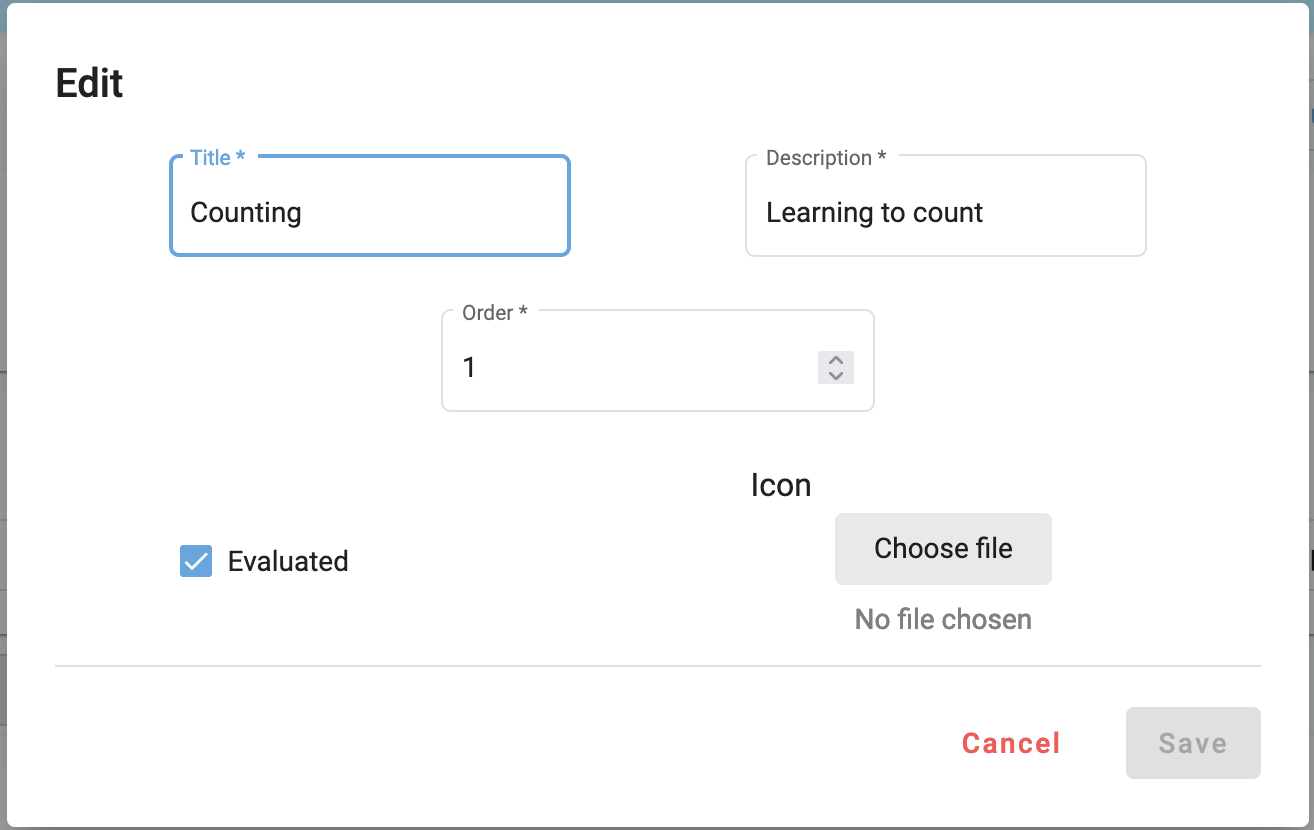 Edit
Title *
Counting
Description *
Learning to count
Order *
1
Icon
Choose file
No file chosen
Evaluated
Cancel
Save